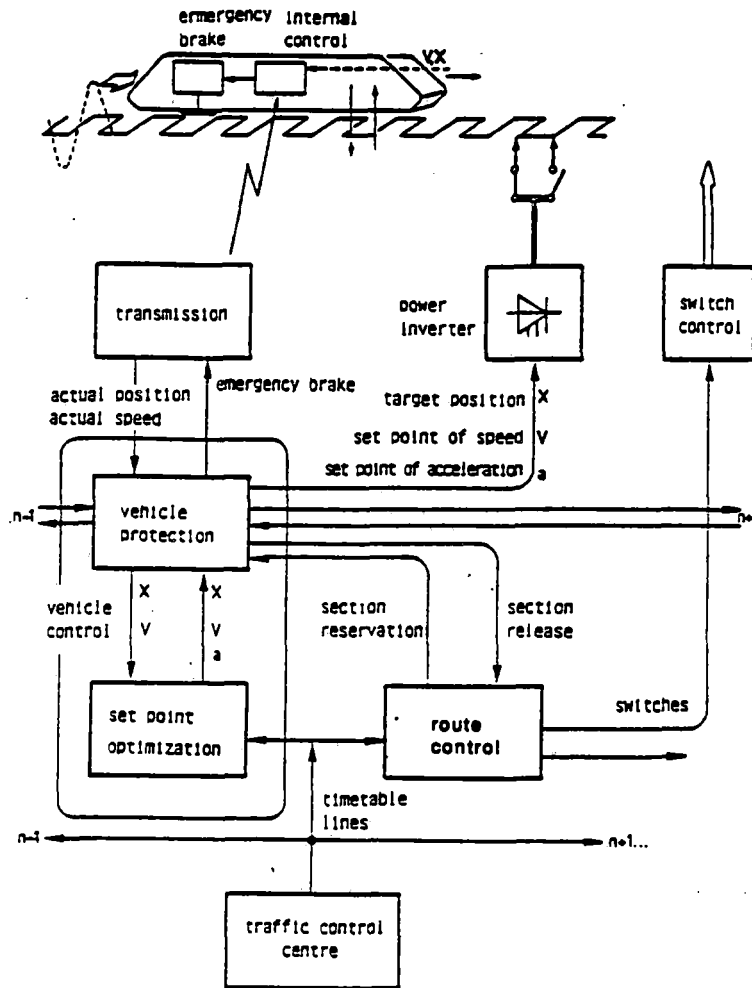 ermergency
brake
internal
control
V,X
transmission
power
inverter
switch
control
actual position
actual speed
emergency brake
target position X
set point of speed V
set point of acceleration a
n-1
vehicle
protection
n+
vehicle
control
X
V
X
V
a
section
reservation
section
release
set point
optimization
route
control
switches
timetable
lines
n-1
n+1...
traffic control
centre